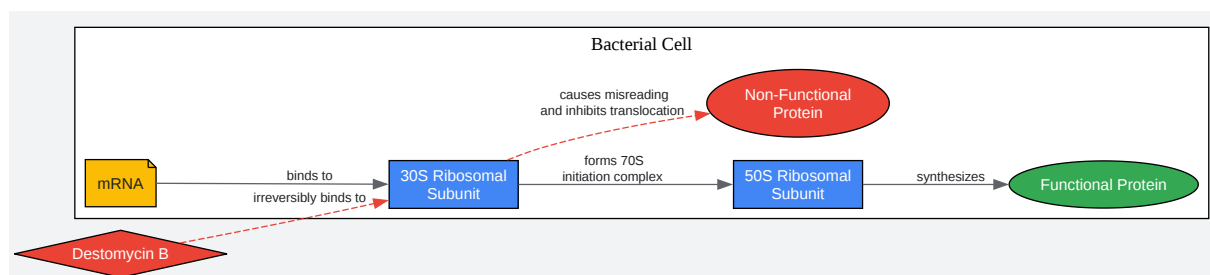 Bacterial Cell
causes misreading
and inhibits translocation
Non-Functional
Protein
mRNA
binds to
irreversibly binds to
30S Ribosomal
Subunit
forms 70S
initiation complex
50S Ribosomal
Subunit
synthesizes
Functional Protein
Destomycin B